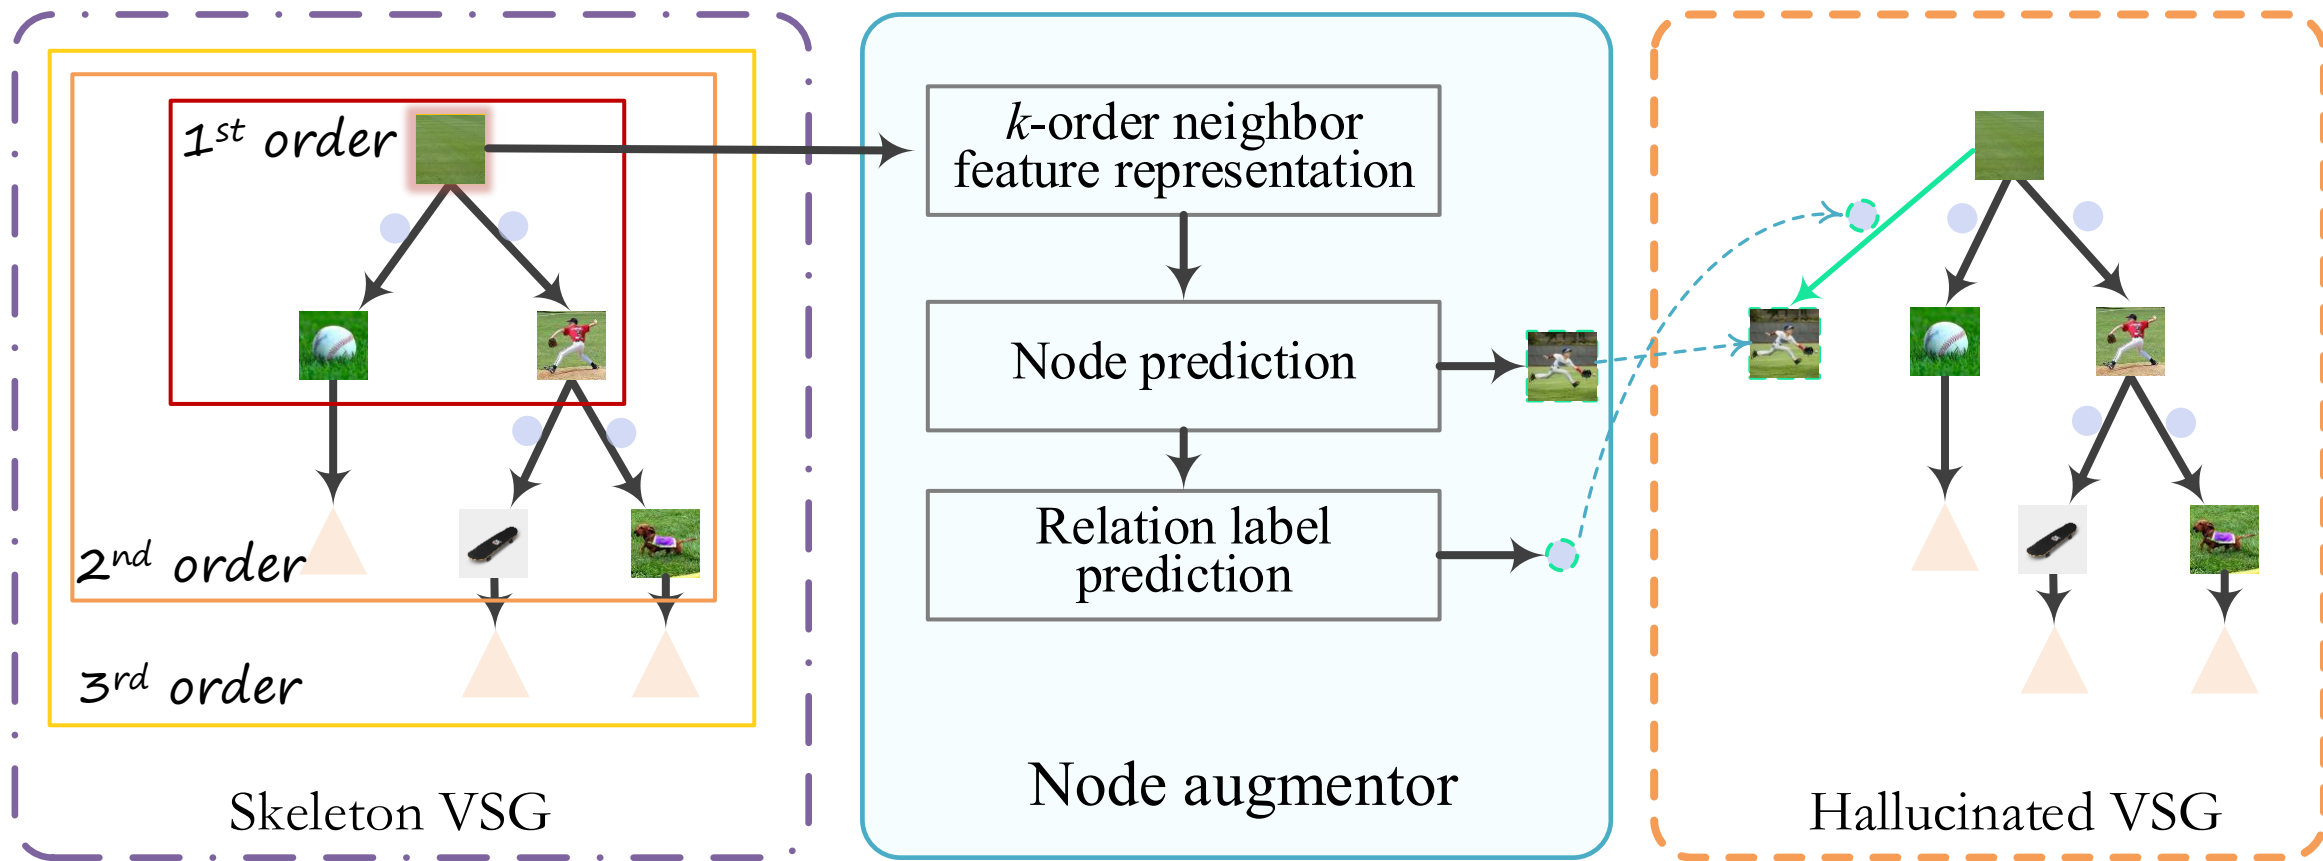 1st order
2nd order
3rd order
Skeleton VSG
k-order neighbor
feature representation
Node prediction
Relation label
prediction
Node augmentor
Hallucinated VSG